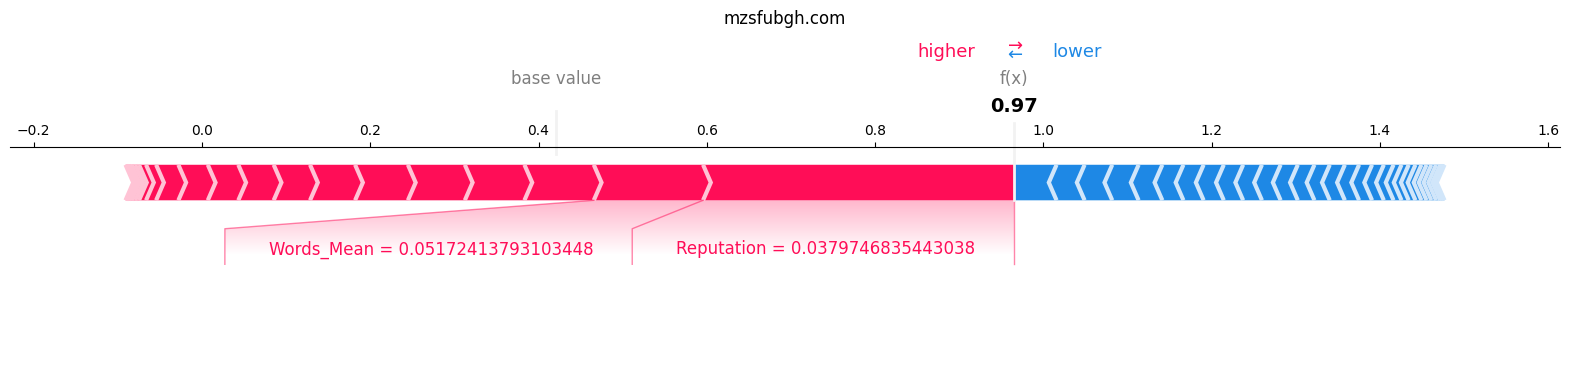 mzsfubgh.com
higher ⇄ lower
base value f(x)
0.97
−0.2 0.0 0.2 0.4 0.6 0.8 1.0 1.2 1.4 1.6
Words_Mean = 0.05172413793103448 Reputation = 0.0379746835443038